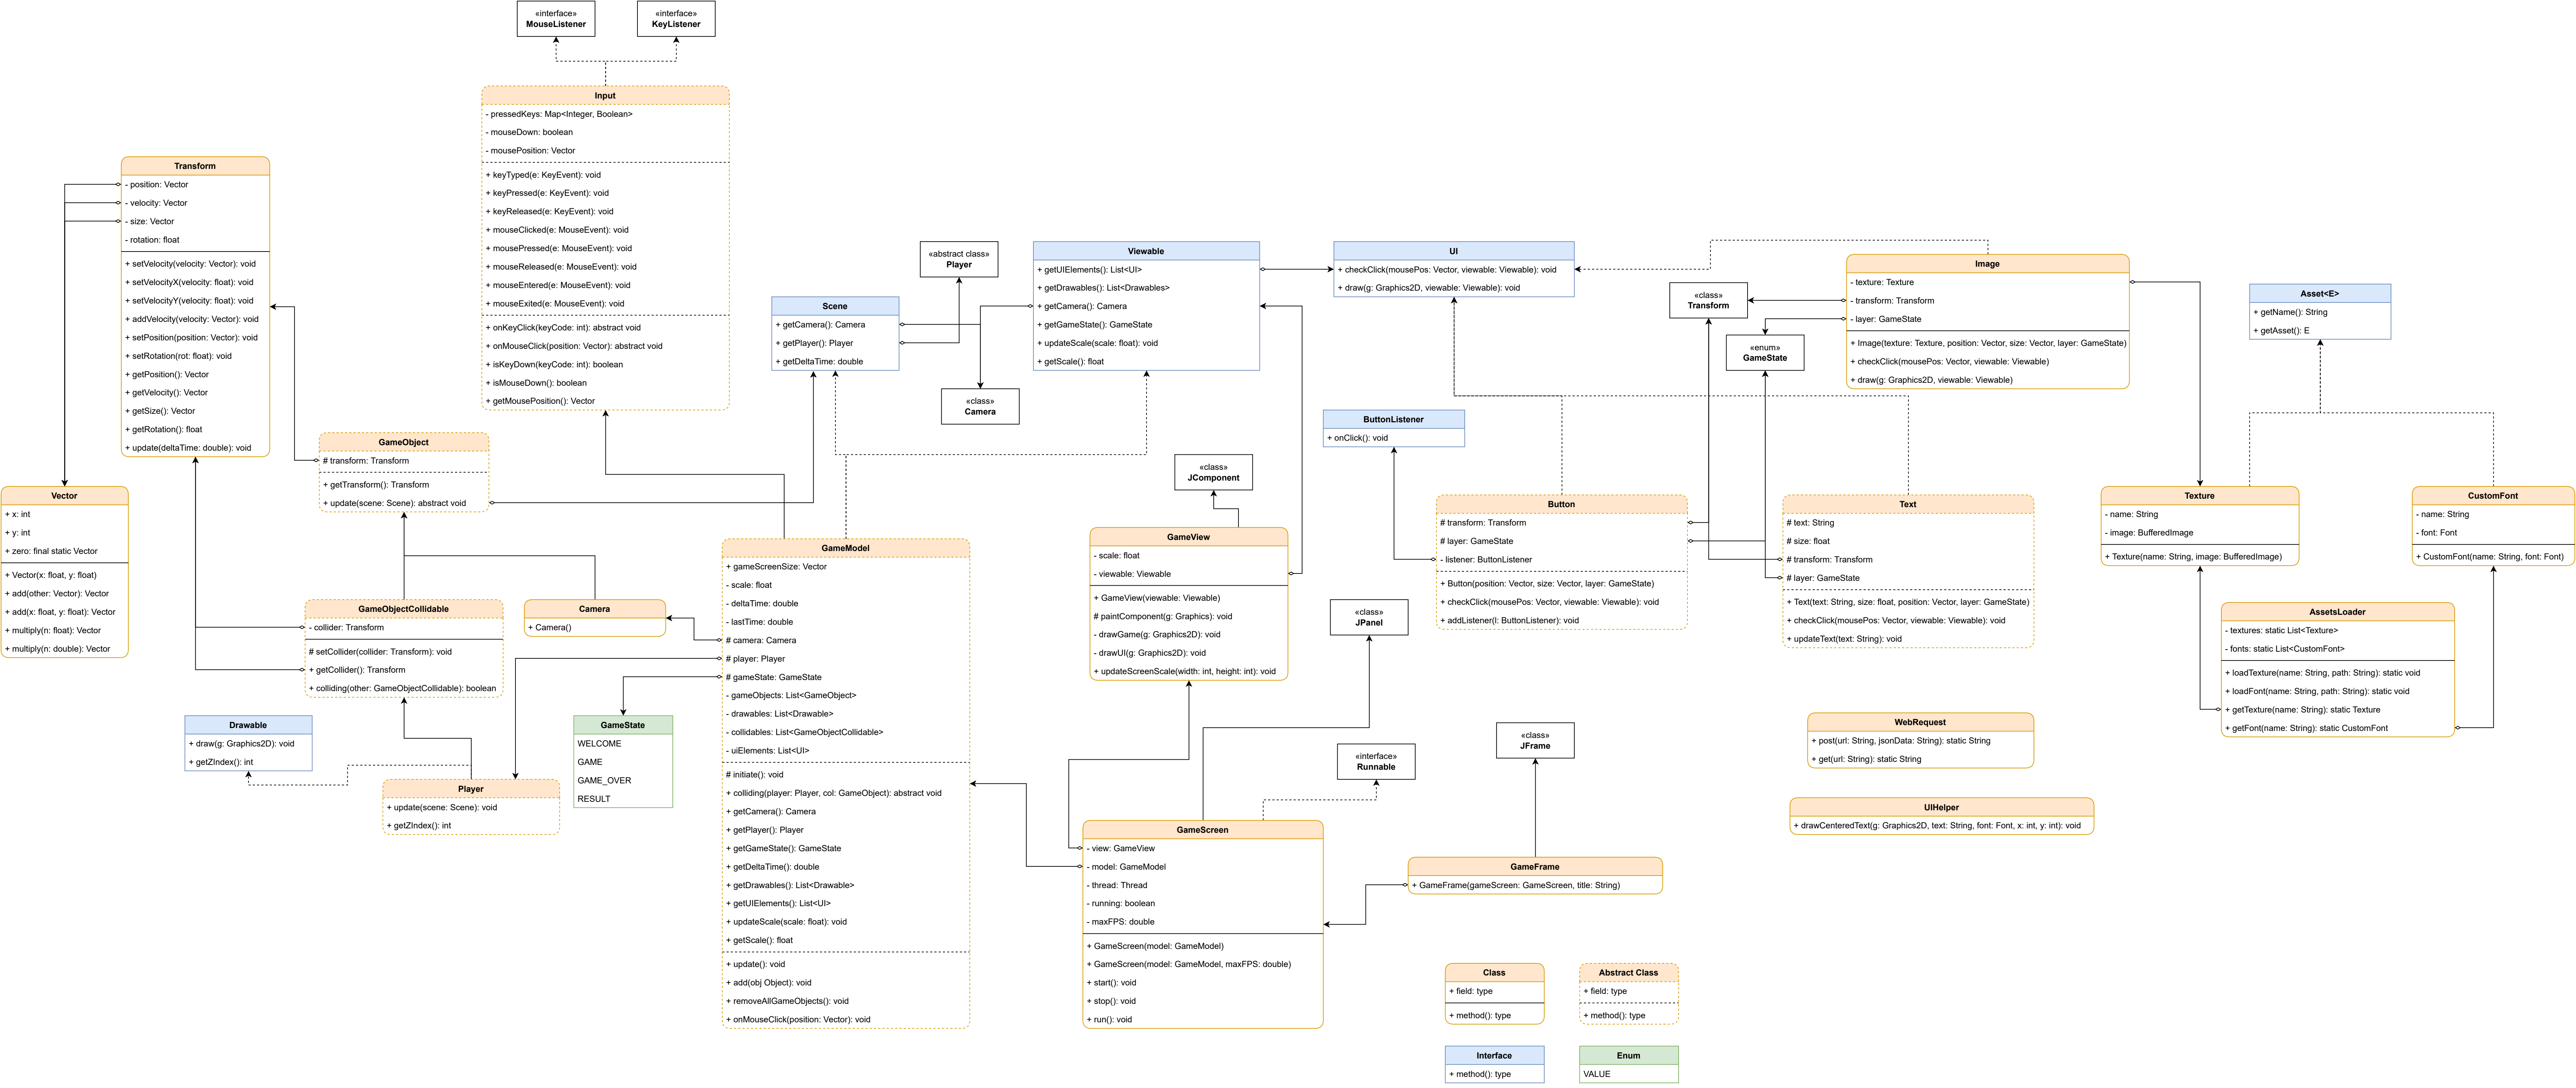 «interface»
MouseListener
«interface»
KeyListener
Input
- pressedKeys: Map<Integer, Boolean>
- mouseDown: boolean
- mousePosition: Vector
+ keyTyped(e: KeyEvent): void
+ keyPressed(e: KeyEvent): void
+ keyReleased(e: KeyEvent): void
+ mouseClicked(e: MouseEvent): void
+ mousePressed(e: MouseEvent): void
+ mouseReleased(e: MouseEvent): void
+ mouseEntered(e: MouseEvent): void
+ mouseExited(e: MouseEvent): void
+ onKeyClick(keyCode: int): abstract void
+ onMouseClick(position: Vector): abstract void
+ isKeyDown(keyCode: int): boolean
+ isMouseDown(): boolean
+ getMousePosition(): Vector
Transform
- position: Vector
- velocity: Vector
- size: Vector
- rotation: float
+ setVelocity(velocity: Vector): void
+ setVelocityX(velocity: float): void
+ setVelocityY(velocity: float): void
+ addVelocity(velocity: Vector): void
+ setPosition(position: Vector): void
+ setRotation(rot: float): void
+ getPosition(): Vector
+ getVelocity(): Vector
+ getSize(): Vector
+ getRotation(): float
+ update(deltaTime: double): void
Vector
+ x: int
+ y: int
+ zero: final static Vector
+ Vector(x: float, y: float)
+ add(other: Vector): Vector
+ add(x: float, y: float): Vector
+ multiply(n: float): Vector
+ multiply(n: double): Vector
GameObject
# transform: Transform
+ getTransform(): Transform
+ update(scene: Scene): abstract void
GameObjectCollidable
- collider: Transform
# setCollider(collider: Transform): void
+ getCollider(): Transform
+ colliding(other: GameObjectCollidable): boolean
Camera
+ Camera()
Drawable
+ draw(g: Graphics2D): void
+ getZIndex(): int
Player
+ update(scene: Scene): void
+ getZIndex(): int
GameState
WELCOME
GAME
GAME_OVER
RESULT
Scene
+ getCamera(): Camera
+ getPlayer(): Player
+ getDeltaTime: double
«abstract class»
Player
«class»
Camera
Viewable
+ getUIElements(): List<UI>
+ getDrawables(): List<Drawables>
+ getCamera(): Camera
+ getGameState(): GameState
+ updateScale(scale: float): void
+ getScale(): float
GameModel
+ gameScreenSize: Vector
- scale: float
- deltaTime: double
- lastTime: double
# camera: Camera
# player: Player
# gameState: GameState
- gameObjects: List<GameObject>
- drawables: List<Drawable>
- collidables: List<GameObjectCollidable>
- uiElements: List<UI>
# initiate(): void
+ colliding(player: Player, col: GameObject): abstract void
+ getCamera(): Camera
+ getPlayer(): Player
+ getGameState(): GameState
+ getDeltaTime(): double
+ getDrawables(): List<Drawable>
+ getUIElements(): List<UI>
+ updateScale(scale: float): void
+ getScale(): float
+ update(): void
+ add(obj Object): void
+ removeAllGameObjects(): void
+ onMouseClick(position: Vector): void
«class»
JComponent
GameView
- scale: float
- viewable: Viewable
+ GameView(viewable: Viewable)
# paintComponent(g: Graphics): void
- drawGame(g: Graphics2D): void
- drawUI(g: Graphics2D): void
+ updateScreenScale(width: int, height: int): void
«class»
JPanel
«interface»
Runnable
GameScreen
- view: GameView
- model: GameModel
- thread: Thread
- running: boolean
- maxFPS: double
+ GameScreen(model: GameModel)
+ GameScreen(model: GameModel, maxFPS: double)
+ start(): void
+ stop(): void
+ run(): void
«class»
JFrame
GameFrame
+ GameFrame(gameScreen: GameScreen, title: String)
UI
+ checkClick(mousePos: Vector, viewable: Viewable): void
+ draw(g: Graphics2D, viewable: Viewable): void
ButtonListener
+ onClick(): void
Button
# transform: Transform
# layer: GameState
- listener: ButtonListener
+ Button(position: Vector, size: Vector, layer: GameState)
+ checkClick(mousePos: Vector, viewable: Viewable): void
+ addListener(l: ButtonListener): void
«class»
Transform
«enum»
GameState
Image
- texture: Texture
- transform: Transform
- layer: GameState
+ Image(texture: Texture, position: Vector, size: Vector, layer: GameState)
+ checkClick(mousePos: Vector, viewable: Viewable)
+ draw(g: Graphics2D, viewable: Viewable)
Text
# text: String
# size: float
# transform: Transform
# layer: GameState
+ Text(text: String, size: float, position: Vector, layer: GameState)
+ checkClick(mousePos: Vector, viewable: Viewable): void
+ updateText(text: String): void
Asset<E>
+ getName(): String
+ getAsset(): E
Texture
- name: String
- image: BufferedImage
+ Texture(name: String, image: BufferedImage)
CustomFont
- name: String
- font: Font
+ CustomFont(name: String, font: Font)
AssetsLoader
- textures: static List<Texture>
- fonts: static List<CustomFont>
+ loadTexture(name: String, path: String): static void
+ loadFont(name: String, path: String): static void
+ getTexture(name: String): static Texture
+ getFont(name: String): static CustomFont
WebRequest
+ post(url: String, jsonData: String): static String
+ get(url: String): static String
UIHelper
+ drawCenteredText(g: Graphics2D, text: String, font: Font, x: int, y: int): void
Class
+ field: type
+ method(): type
Abstract Class
+ field: type
+ method(): type
Interface
+ method(): type
Enum
VALUE